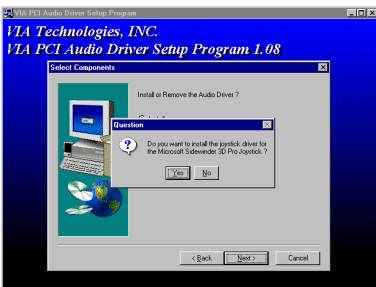 VIA PCI Audio Driver Setup Program
VIA Technologies, INC.
VIA PCI Audio Driver Setup Program 1.08
Select Components
Install or Remove the Audio Driver ?
Question
Do you want to install the joystick driver for
the Microsoft Sidewinder 3D Pro Joystick ?
Yes No
< Back Next > Cancel